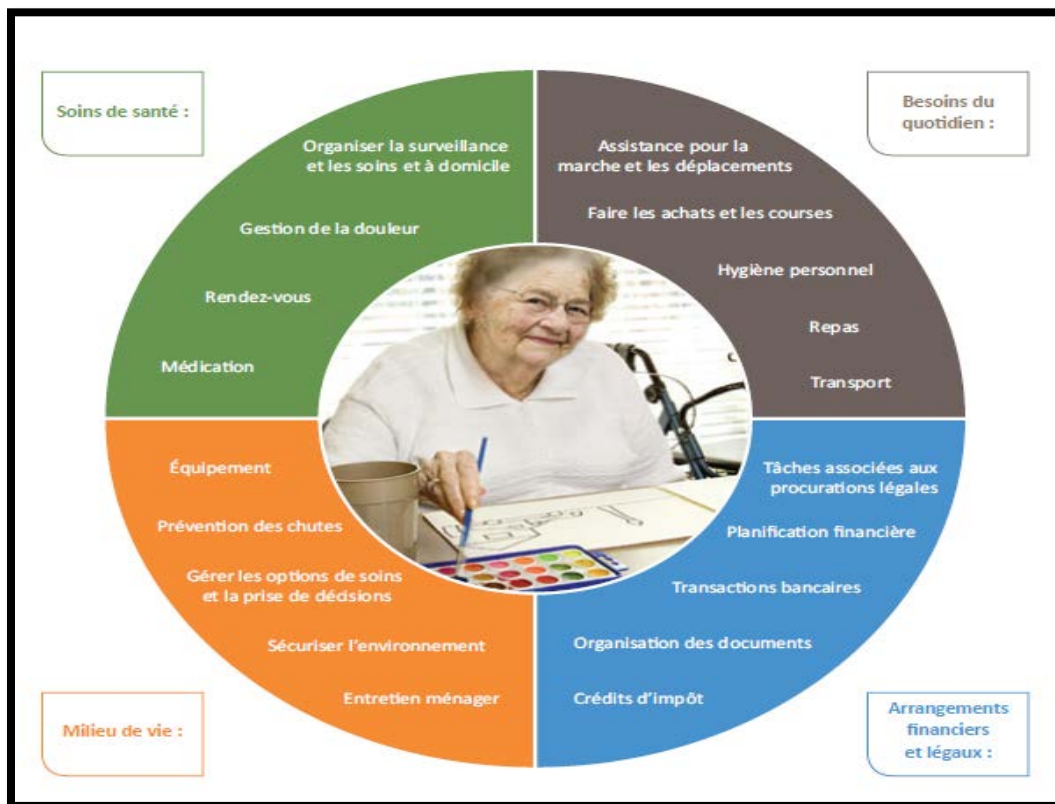 Soins de santé :
Organiser la surveillance
et les soins et à domicile
Gestion de la douleur
Rendez-vous
Médication
Besoins du
quotidien :
Assistance pour la
marche et les déplacements
Faire les achats et les courses
Hygiène personnel
Repas
Transport
Équipement
Prévention des chutes
Gérer les options de soins
et la prise de décisions
Sécuriser l'environnement
Entretien ménager
Milieu de vie :
Tâches associées aux
procurations légales
Planification financière
Transactions bancaires
Organisation des documents
Crédits d'impôt
Arrangements
financiers
et légaux :